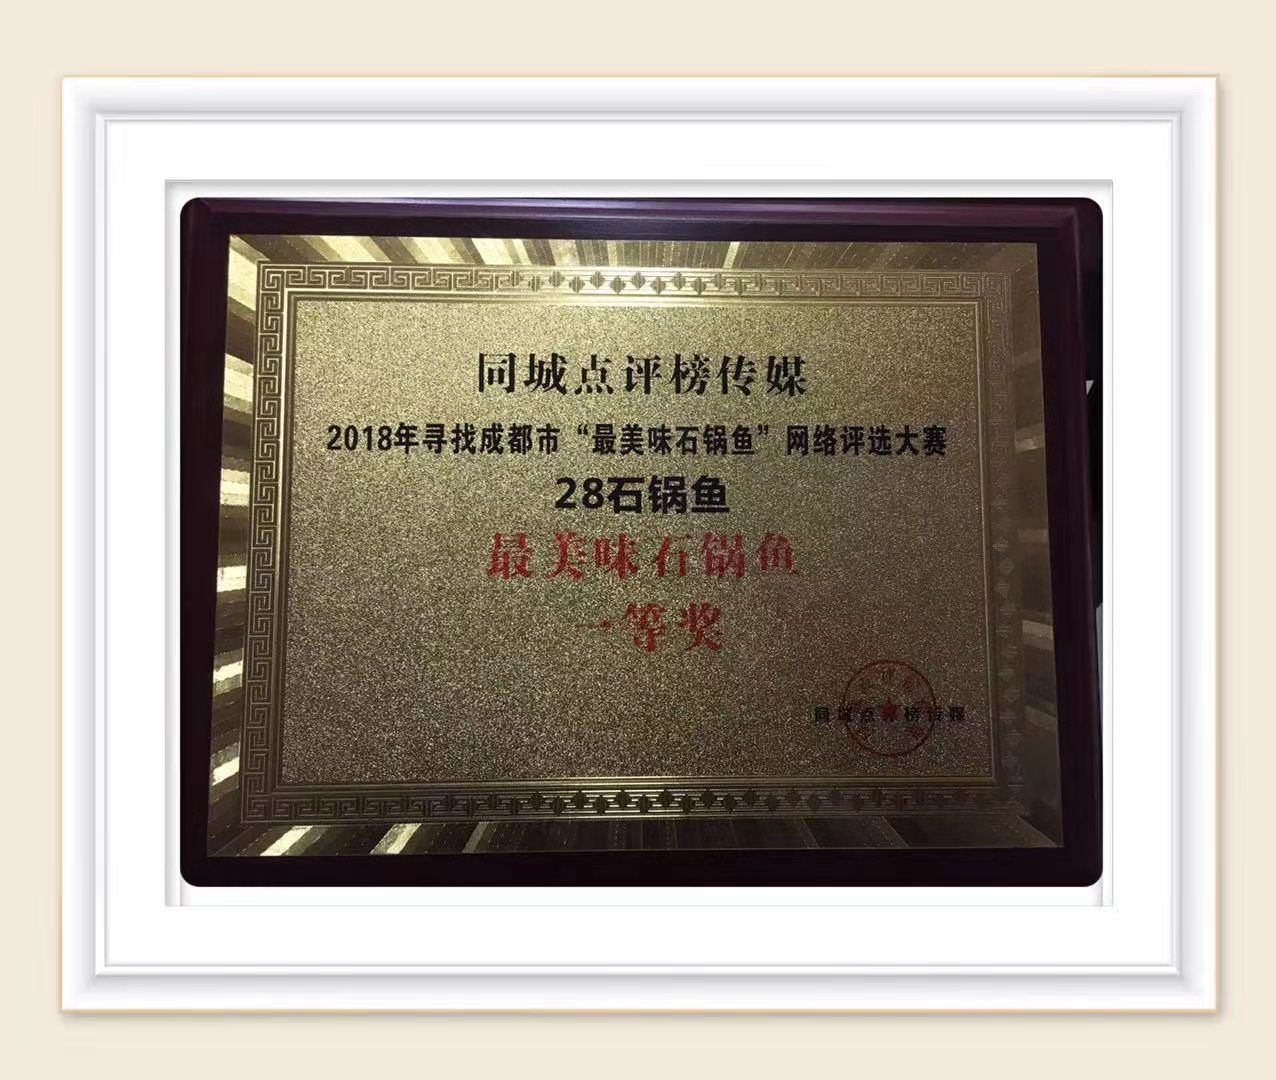 同城点评榜传媒
2018年寻找成都市“最美味石锅鱼”网络评选大赛
28石锅鱼
最美味石锅鱼
一等奖
同城点评榜传媒